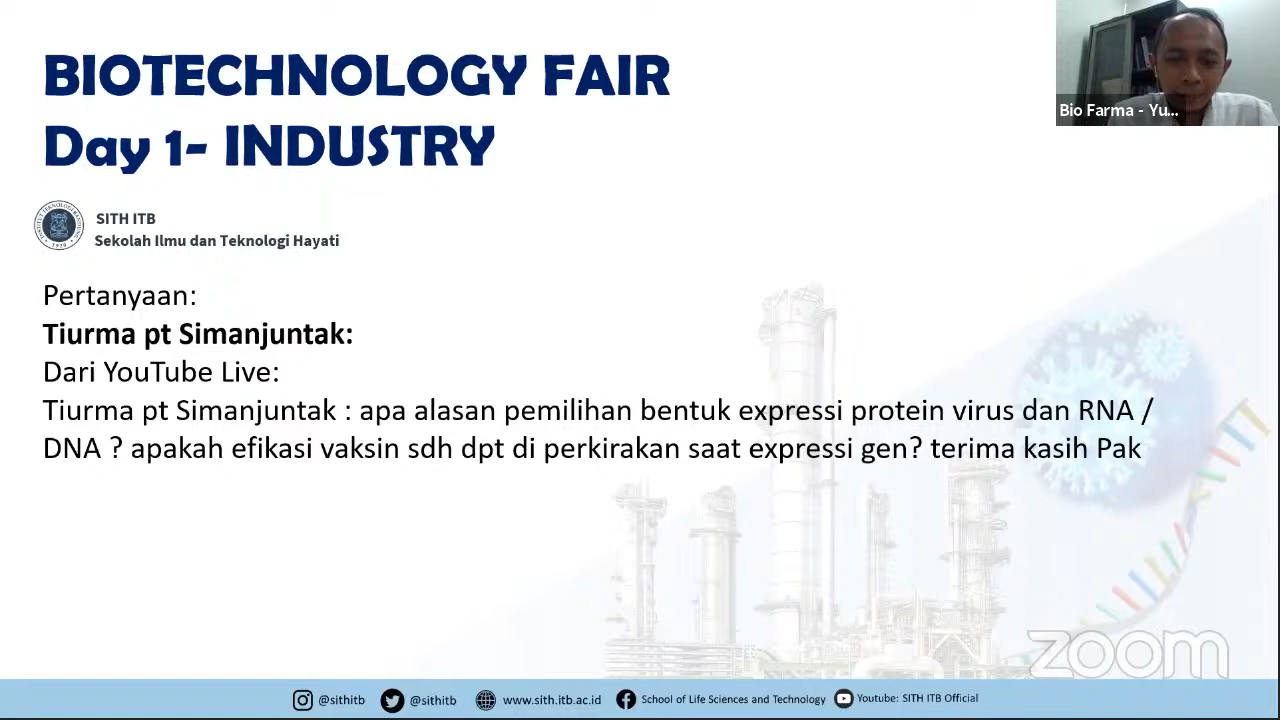 BIOTECHNOLOGY FAIR
Day 1- INDUSTRY
Bio Farma - Yu...
SITH ITB
Sekolah Ilmu dan Teknologi Hayati
Pertanyaan:
Tiurma pt Simanjuntak:
Dari YouTube Live:
Tiurma pt Simanjuntak : apa alasan pemilihan bentuk expressi protein virus dan RNA /
DNA ? apakah efikasi vaksin sdh dpt di perkirakan saat expressi gen? terima kasih Pak
zoom
@sithitb @sithitb www.sith.itb.ac.id School of Life Sciences and Technology Youtube: SITH ITB Official